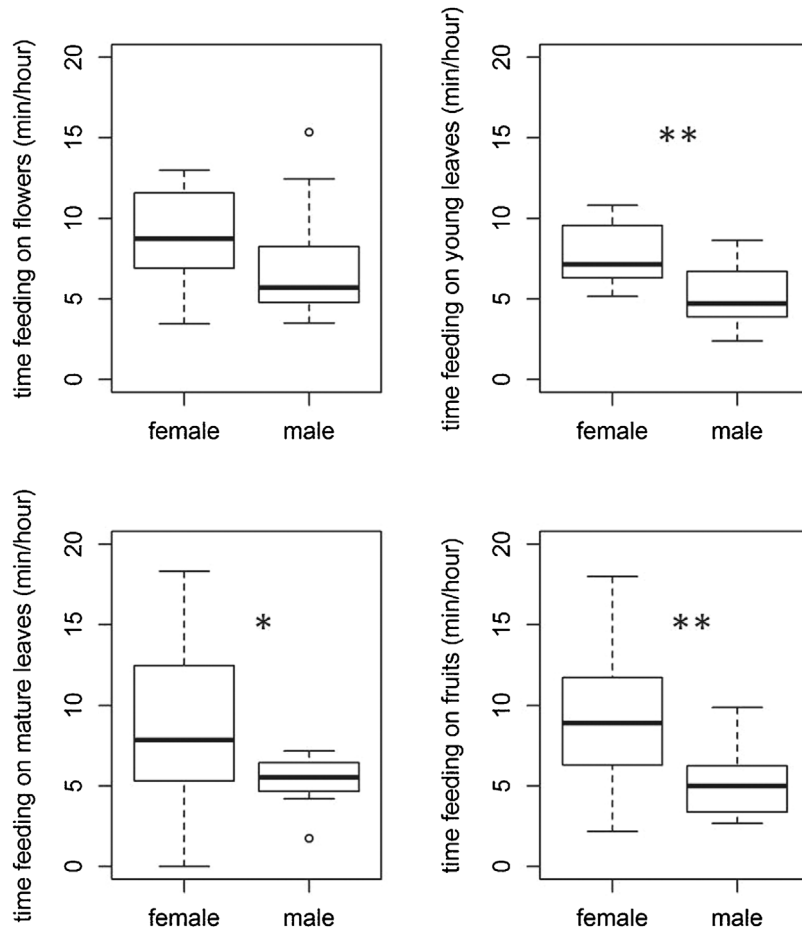 time feeding on flowers (min/hour)
20
15
10
5
0
female male
time feeding on young leaves (min/hour)
20
15
10
5
0
**
female male
time feeding on mature leaves (min/hour)
20
15
10
5
0
*
female male
time feeding on fruits (min/hour)
20
15
10
5
0
**
female male